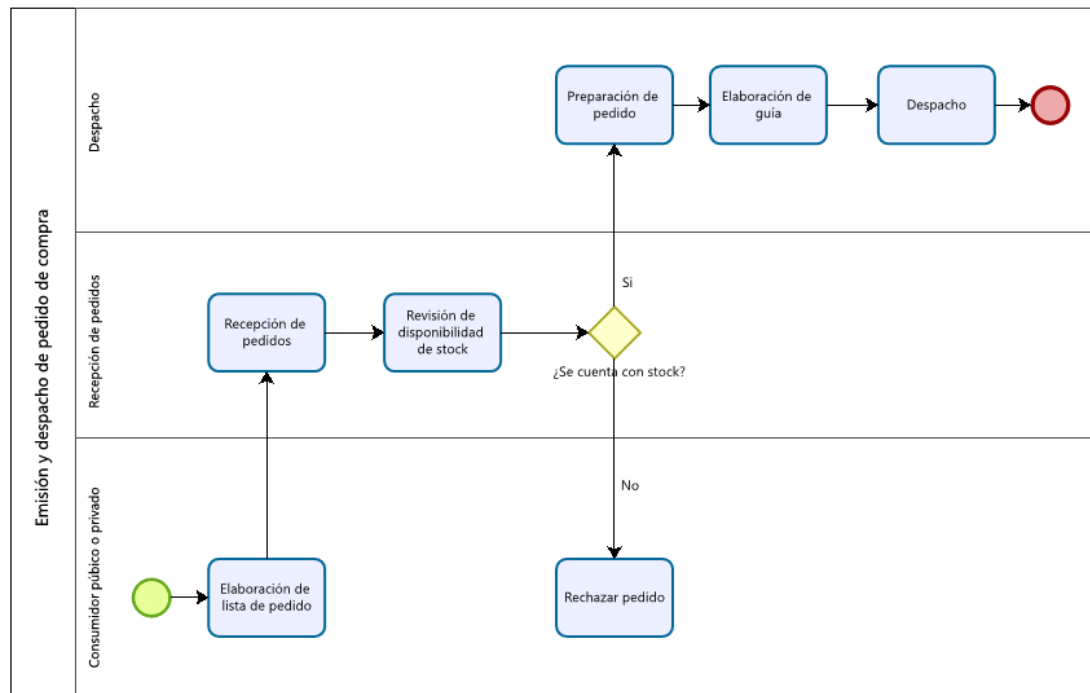 Emisión y despacho de pedido de compra
Despacho
Preparación de
pedido
Elaboración de
guía
Despacho
Recepción de pedidos
Recepción de
pedidos
Revisión de
disponibilidad
de stock
Si
¿Se cuenta con stock?
Consumidor púbico o privado
No
Elaboración de
lista de pedido
Rechazar pedido